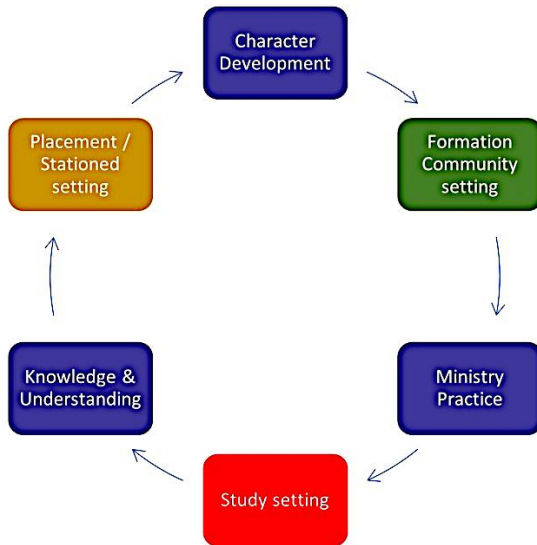 Character
Development
Formation
Community
setting
Ministry
Practice
Study setting
Knowledge &
Understanding
Placement /
Stationed
setting